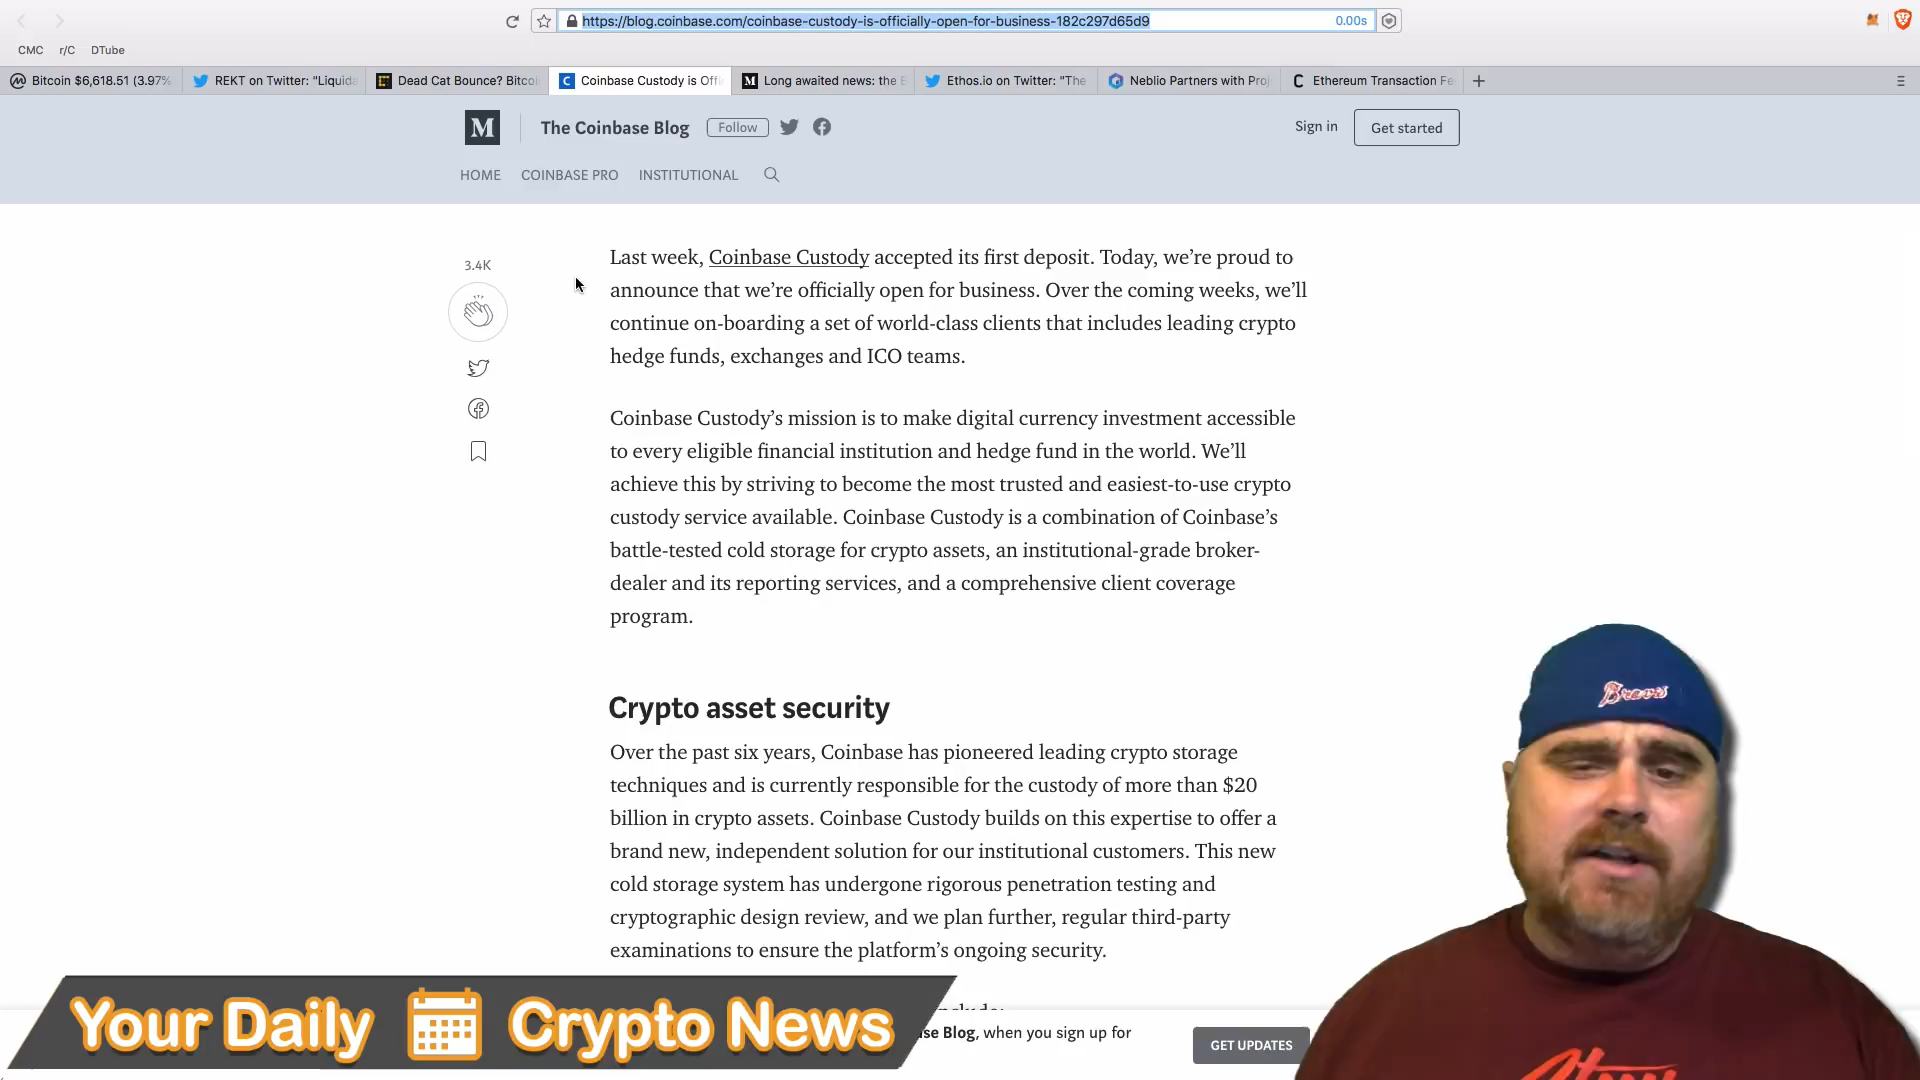 https://blog.coinbase.com/coinbase-custody-is-officially-open-for-business-182c297d65d9
0.00s
CMC r/C DTube
Bitcoin $6,618.51 (3.97%
REKT on Twitter: "Liquida
Dead Cat Bounce? Bitco
Coinbase Custody is Offi
Long awaited news: the
Ethos.io on Twitter: "The
Neblio Partners with Pro
Ethereum Transaction Fe
M
The Coinbase Blog
Follow
Sign in
Get started
HOME COINBASE PRO INSTITUTIONAL
3.4K
Last week, Coinbase Custody accepted its first deposit. Today, we’re proud to
announce that we’re officially open for business. Over the coming weeks, we’ll
continue on-boarding a set of world-class clients that includes leading crypto
hedge funds, exchanges and ICO teams.
Coinbase Custody’s mission is to make digital currency investment accessible
to every eligible financial institution and hedge fund in the world. We’ll
achieve this by striving to become the most trusted and easiest-to-use crypto
custody service available. Coinbase Custody is a combination of Coinbase’s
battle-tested cold storage for crypto assets, an institutional-grade broker-
dealer and its reporting services, and a comprehensive client coverage
program.
Crypto asset security
Over the past six years, Coinbase has pioneered leading crypto storage
techniques and is currently responsible for the custody of more than $20
billion in crypto assets. Coinbase Custody builds on this expertise to offer a
brand new, independent solution for our institutional customers. This new
cold storage system has undergone rigorous penetration testing and
cryptographic design review, and we plan further, regular third-party
examinations to ensure the platform’s ongoing security.
se Blog, when you sign up for
GET UPDATES
Your Daily Crypto News
Braves